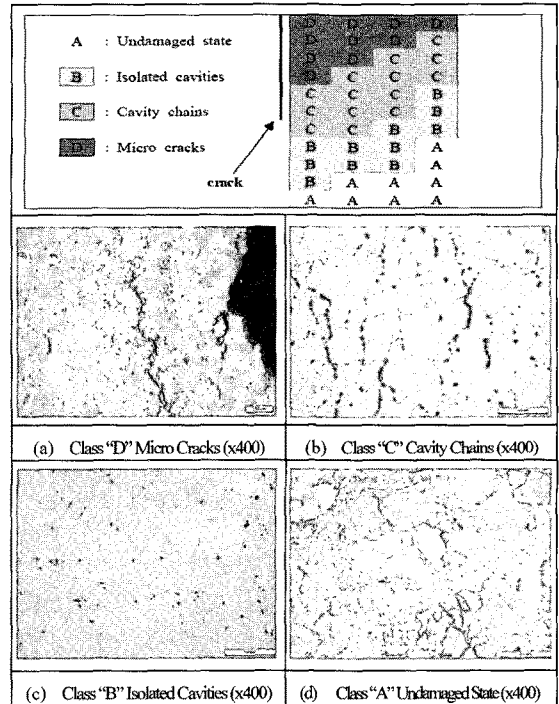 A : Undamaged state
B : Isolated cavities
C : Cavity chains
D : Micro cracks
crack
D D D D
D D D C
D D C C
D C C C
C C C B
C C C B
C C B B
B B B A
B B B A
B A A A
A A A A
(a) Class "D" Micro Cracks (x400)
(b) Class "C" Cavity Chains (x400)
(c) Class "B" Isolated Cavities (x400)
(d) Class "A" Undamaged State (x400)